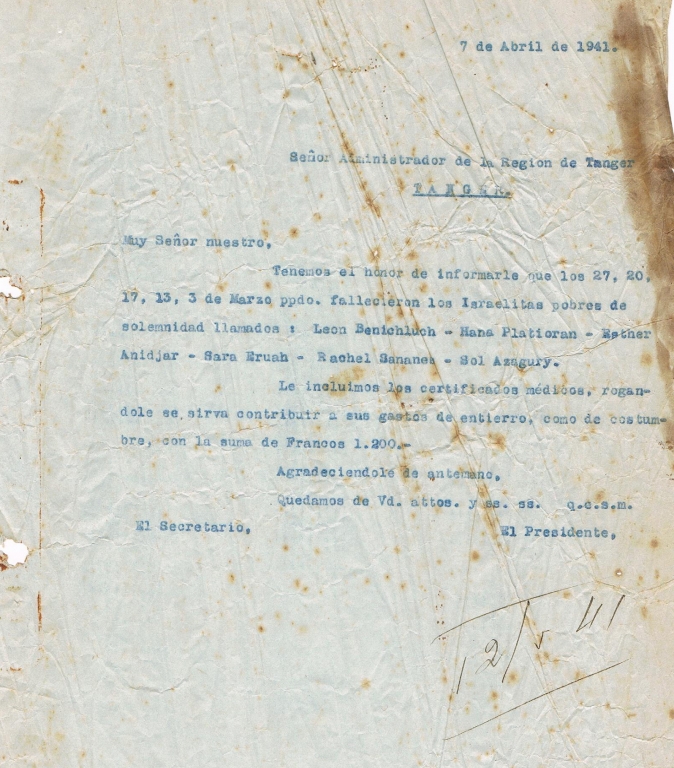 7 de Abril de 1941.
Señor Administrador de la Region de Tanger
TANGER.
Muy Señor nuestro,
Tenemos el honor de informarle que los 27, 20,
17, 13, 3 de Marzo ppdo. fallecieron los Israelitas pobres de
solemnidad llamados : Leon Benichluch - Hana Platioran - Esther
Anidjar - Sara Eruah - Rachel Sananes - Sol Azagury.
Le incluimos los certificados médicos, rogan-
dole se sirva contribuir a sus gastos de entierro, como de costum-
bre, con la suma de Francos 1.200.-
Agradeciendole de antemano,
Quedamos de Vd. attos. y ss. ss. q.e.s.m.
El Secretario, El Presidente,
12/5 41